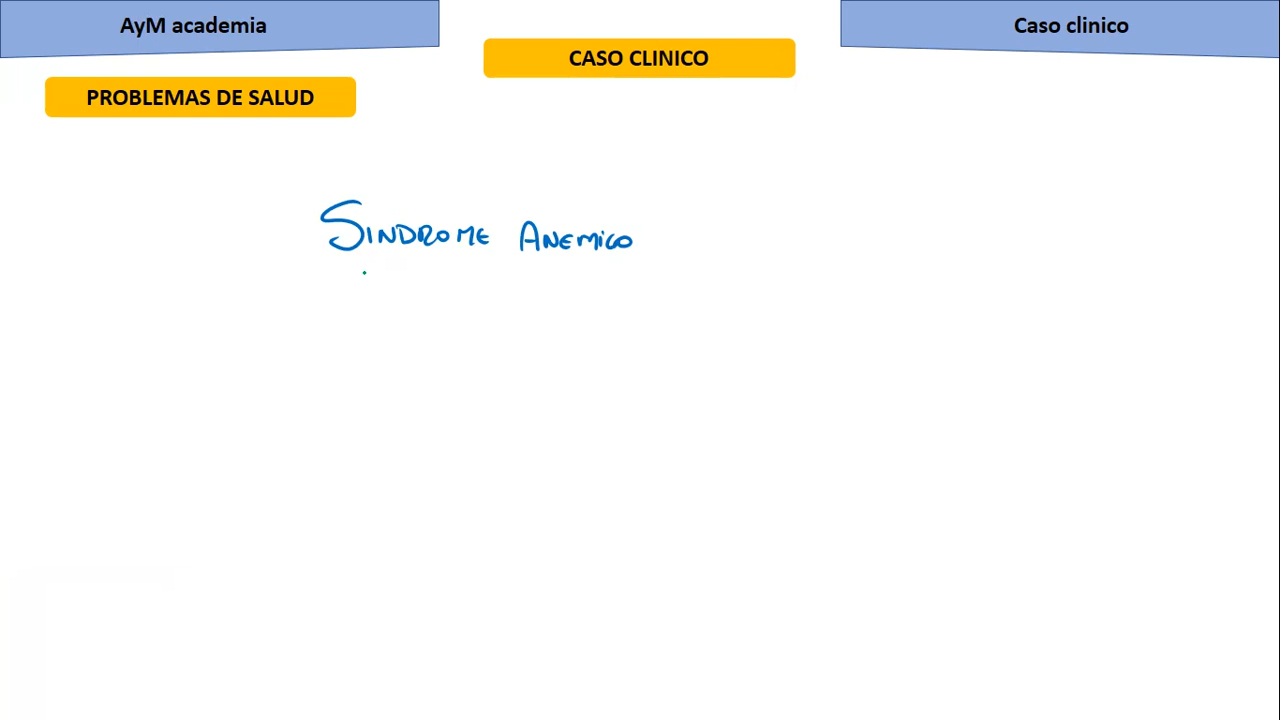 AyM academia
Caso clinico
CASO CLINICO
PROBLEMAS DE SALUD
SINDROME ANEMICO